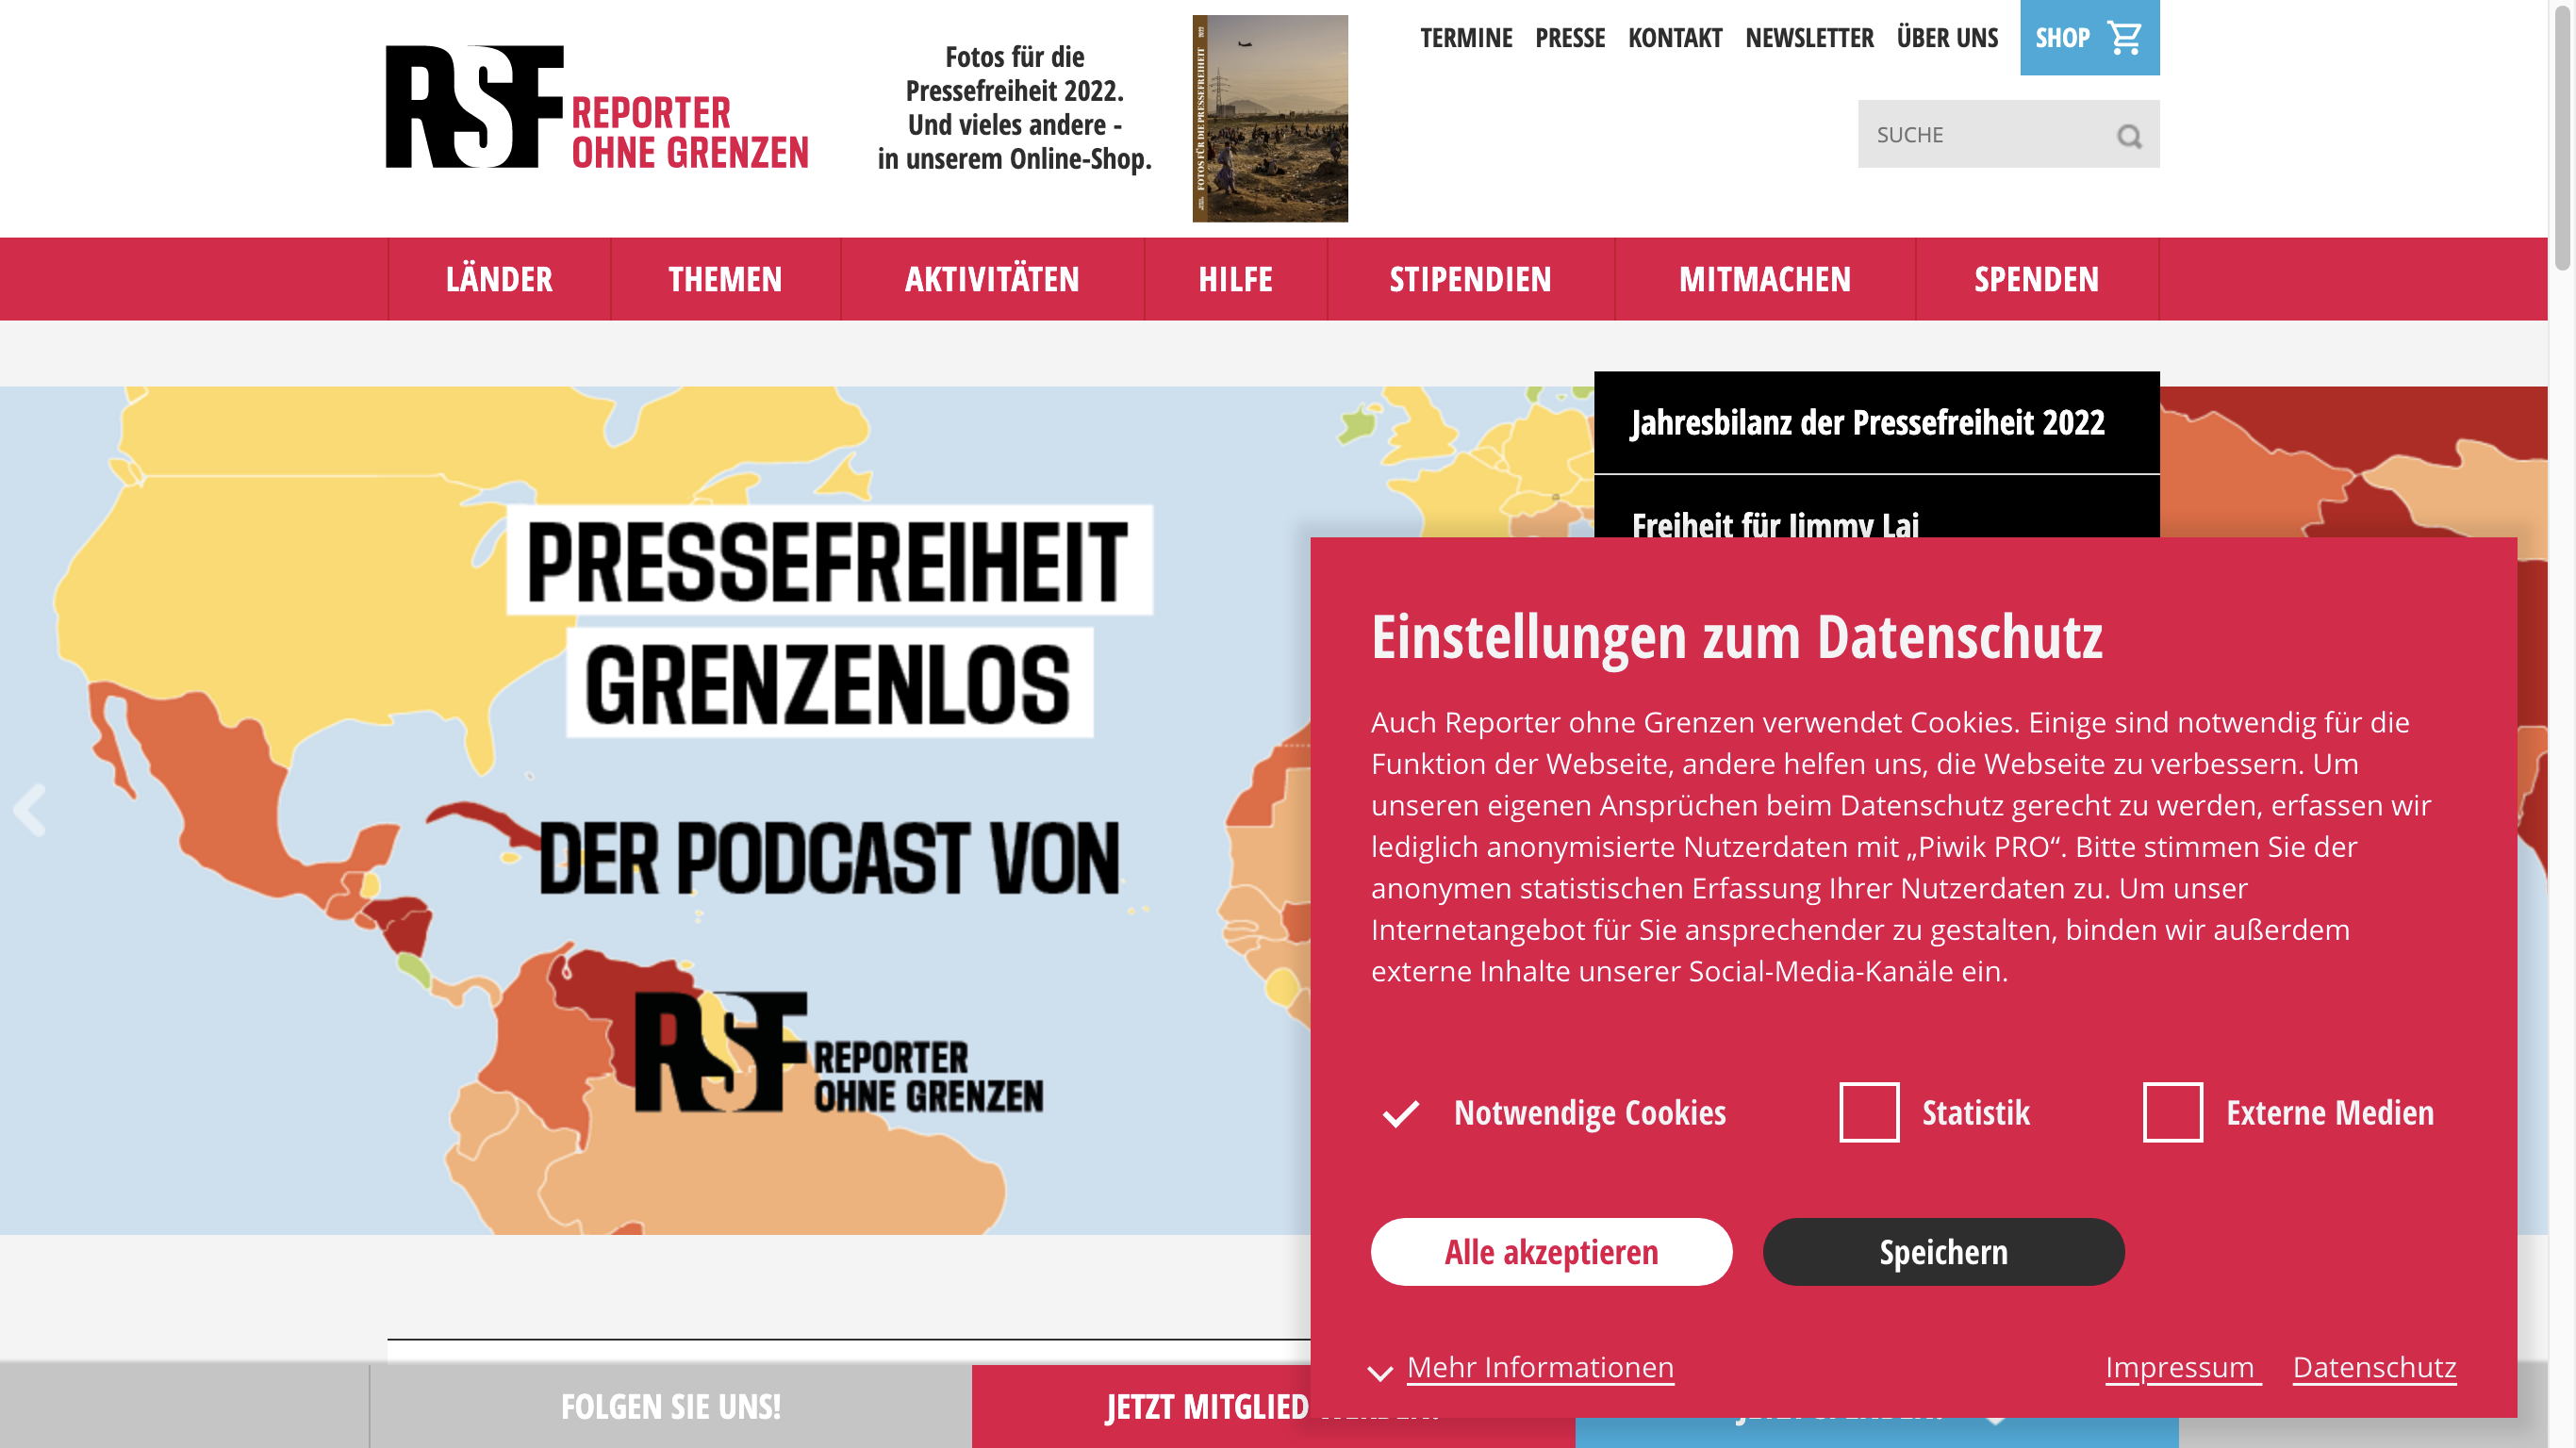 RSF REPORTER
OHNE GRENZEN
Fotos für die
Pressefreiheit 2022.
Und vieles andere -
in unserem Online-Shop.
FOTOS FÜR DIE PRESSEFREIHEIT 2022
TERMINE PRESSE KONTAKT NEWSLETTER ÜBER UNS SHOP
SUCHE
LÄNDER THEMEN AKTIVITÄTEN HILFE STIPENDIEN MITMACHEN SPENDEN
PRESSEFREIHEIT
GRENZENLOS
DER PODCAST VON
RSF REPORTER
OHNE GRENZEN
Jahresbilanz der Pressefreiheit 2022
Freiheit für Jimmy Lai
Einstellungen zum Datenschutz
Auch Reporter ohne Grenzen verwendet Cookies. Einige sind notwendig für die
Funktion der Webseite, andere helfen uns, die Webseite zu verbessern. Um
unseren eigenen Ansprüchen beim Datenschutz gerecht zu werden, erfassen wir
lediglich anonymisierte Nutzerdaten mit „Piwik PRO“. Bitte stimmen Sie der
anonymen statistischen Erfassung Ihrer Nutzerdaten zu. Um unser
Internetangebot für Sie ansprechender zu gestalten, binden wir außerdem
externe Inhalte unserer Social-Media-Kanäle ein.
Notwendige Cookies Statistik Externe Medien
Alle akzeptieren Speichern
Mehr Informationen Impressum Datenschutz
FOLGEN SIE UNS! JETZT MITGLIED